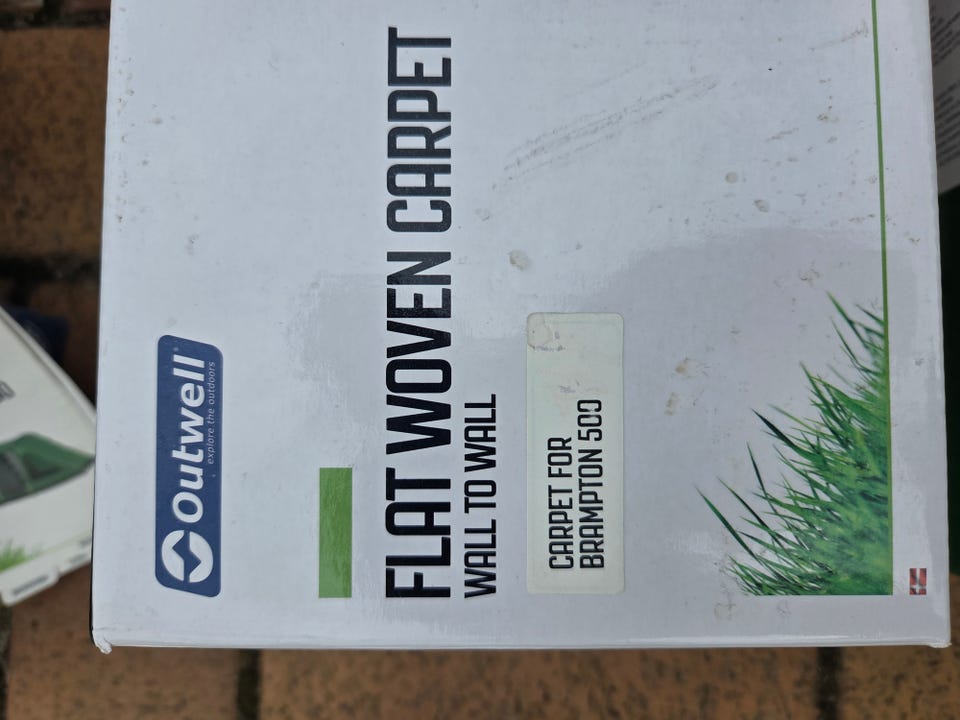 Outwell
explore the outdoors
FLAT WOVEN CARPET
WALL TO WALL
CARPET FOR
BRAMPTON 500